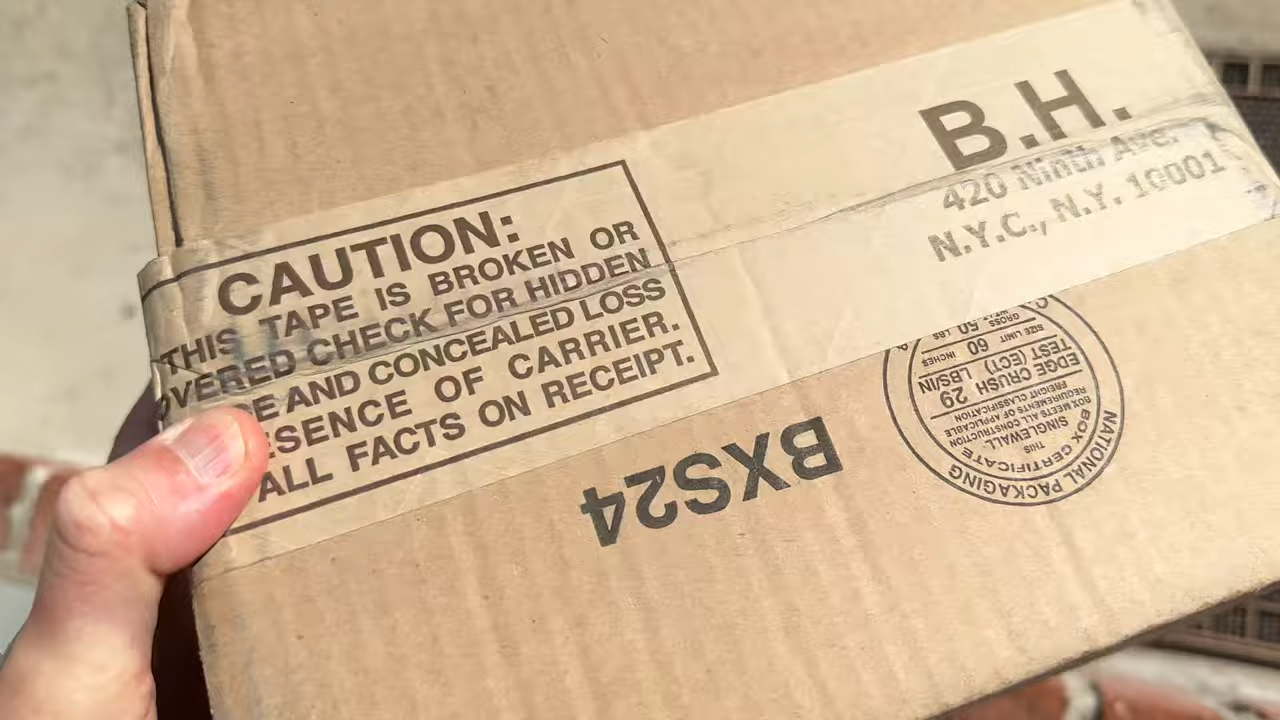 CAUTION:
THIS TAPE IS BROKEN OR
OVERED CHECK FOR HIDDEN
E AND CONCEALED LOSS
ESENCE OF CARRIER.
ALL FACTS ON RECEIPT.
B.H.
420 Ninth Ave.
N.Y.C., N.Y. 10001
BXS24
NATIONAL PACKAGING
BOX CERTIFICATE
THIS
SINGLEWALL
BOX MEETS ALL CONSTRUCTION
REQUIREMENTS OF APPLICABLE
FREIGHT CLASSIFICATION
EDGE CRUSH
TEST (ECT) 29 LBS/IN
SIZE LIMIT 60 INCHES
GROSS WT. LT. 50 LBS